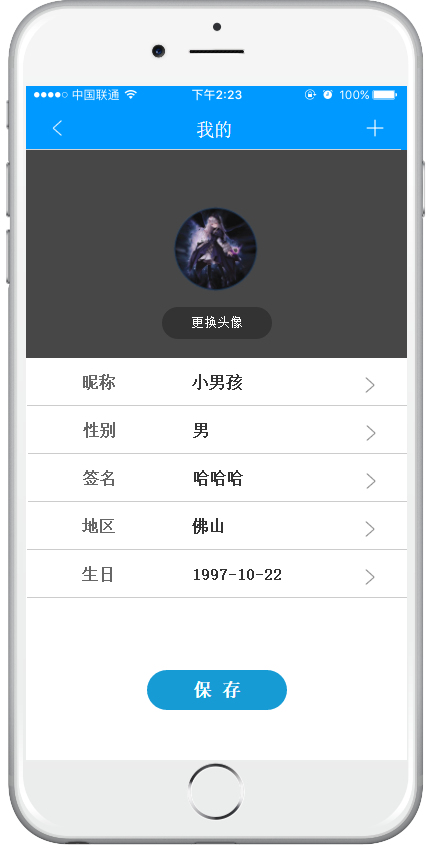 中国联通 下午2:23 100%
我的
更换头像
昵称 小男孩
性别 男
签名 哈哈哈
地区 佛山
生日 1997-10-22
保 存